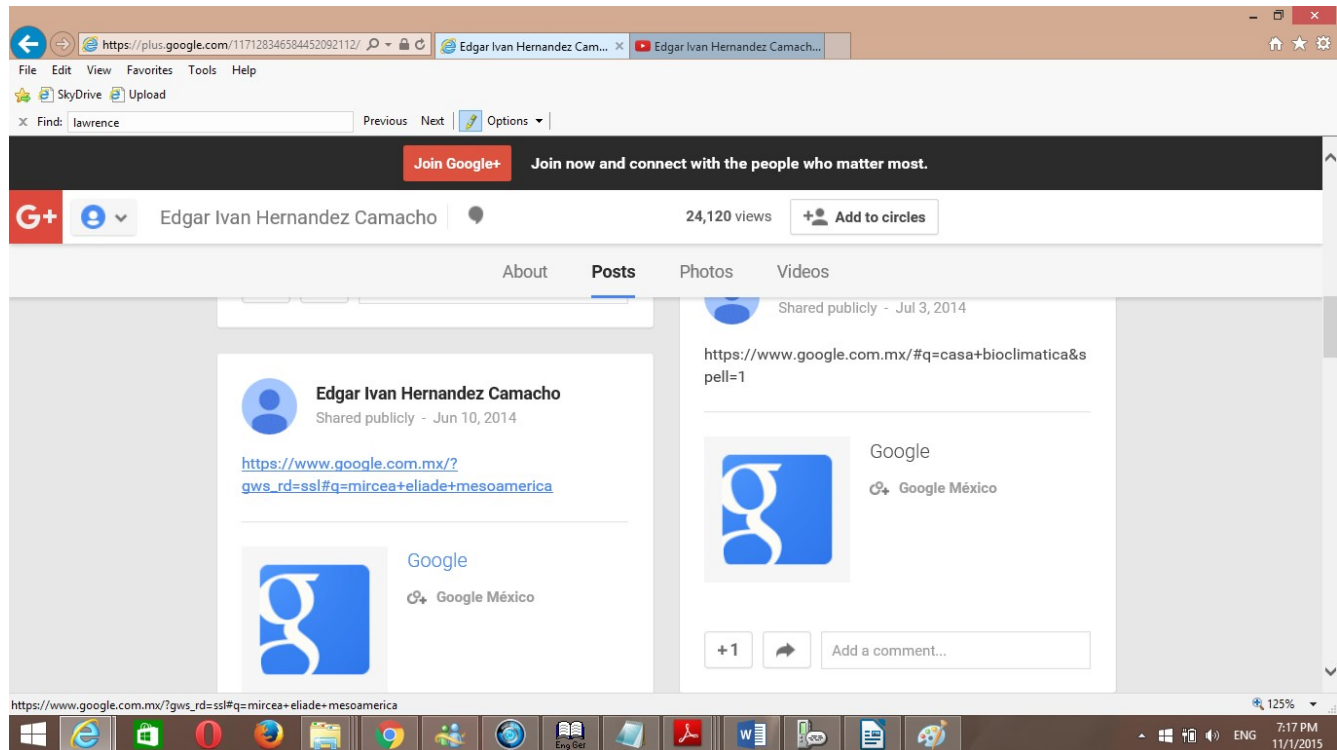 https://plus.google.com/117128346584452092112/
Edgar Ivan Hernandez Cam...
Edgar Ivan Hernandez Camach...
File Edit View Favorites Tools Help
SkyDrive Upload
x Find: lawrence Previous Next Options
Join Google+ Join now and connect with the people who matter most.
G+ Edgar Ivan Hernandez Camacho 24,120 views Add to circles
About Posts Photos Videos
Edgar Ivan Hernandez Camacho
Shared publicly - Jun 10, 2014
https://www.google.com.mx/?
gws_rd=ssl#q=mircea+eliade+mesoamerica
g
Google
Google México
Shared publicly - Jul 3, 2014
https://www.google.com.mx/#q=casa+bioclimatica&s
pell=1
g
Google
Google México
+1 Add a comment...
https://www.google.com.mx/?gws_rd=ssl#q=mircea+eliade+mesoamerica
125%
Eng Ger
ENG
7:17 PM
11/1/2015